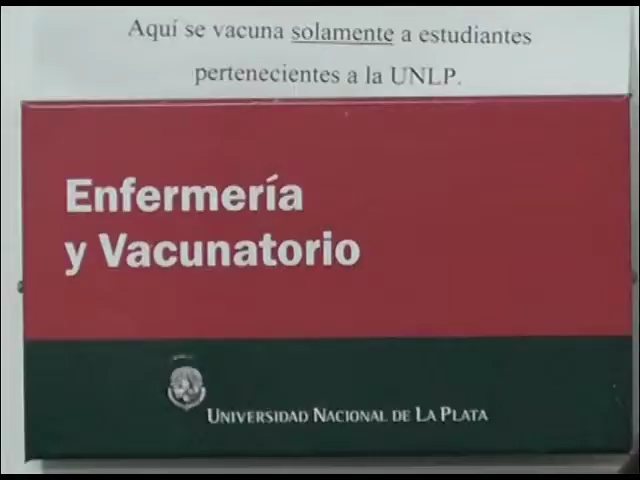 Aquí se vacuna solamente a estudiantes
pertenecientes a la UNLP.
Enfermería
y Vacunatorio
UNIVERSIDAD NACIONAL DE LA PLATA